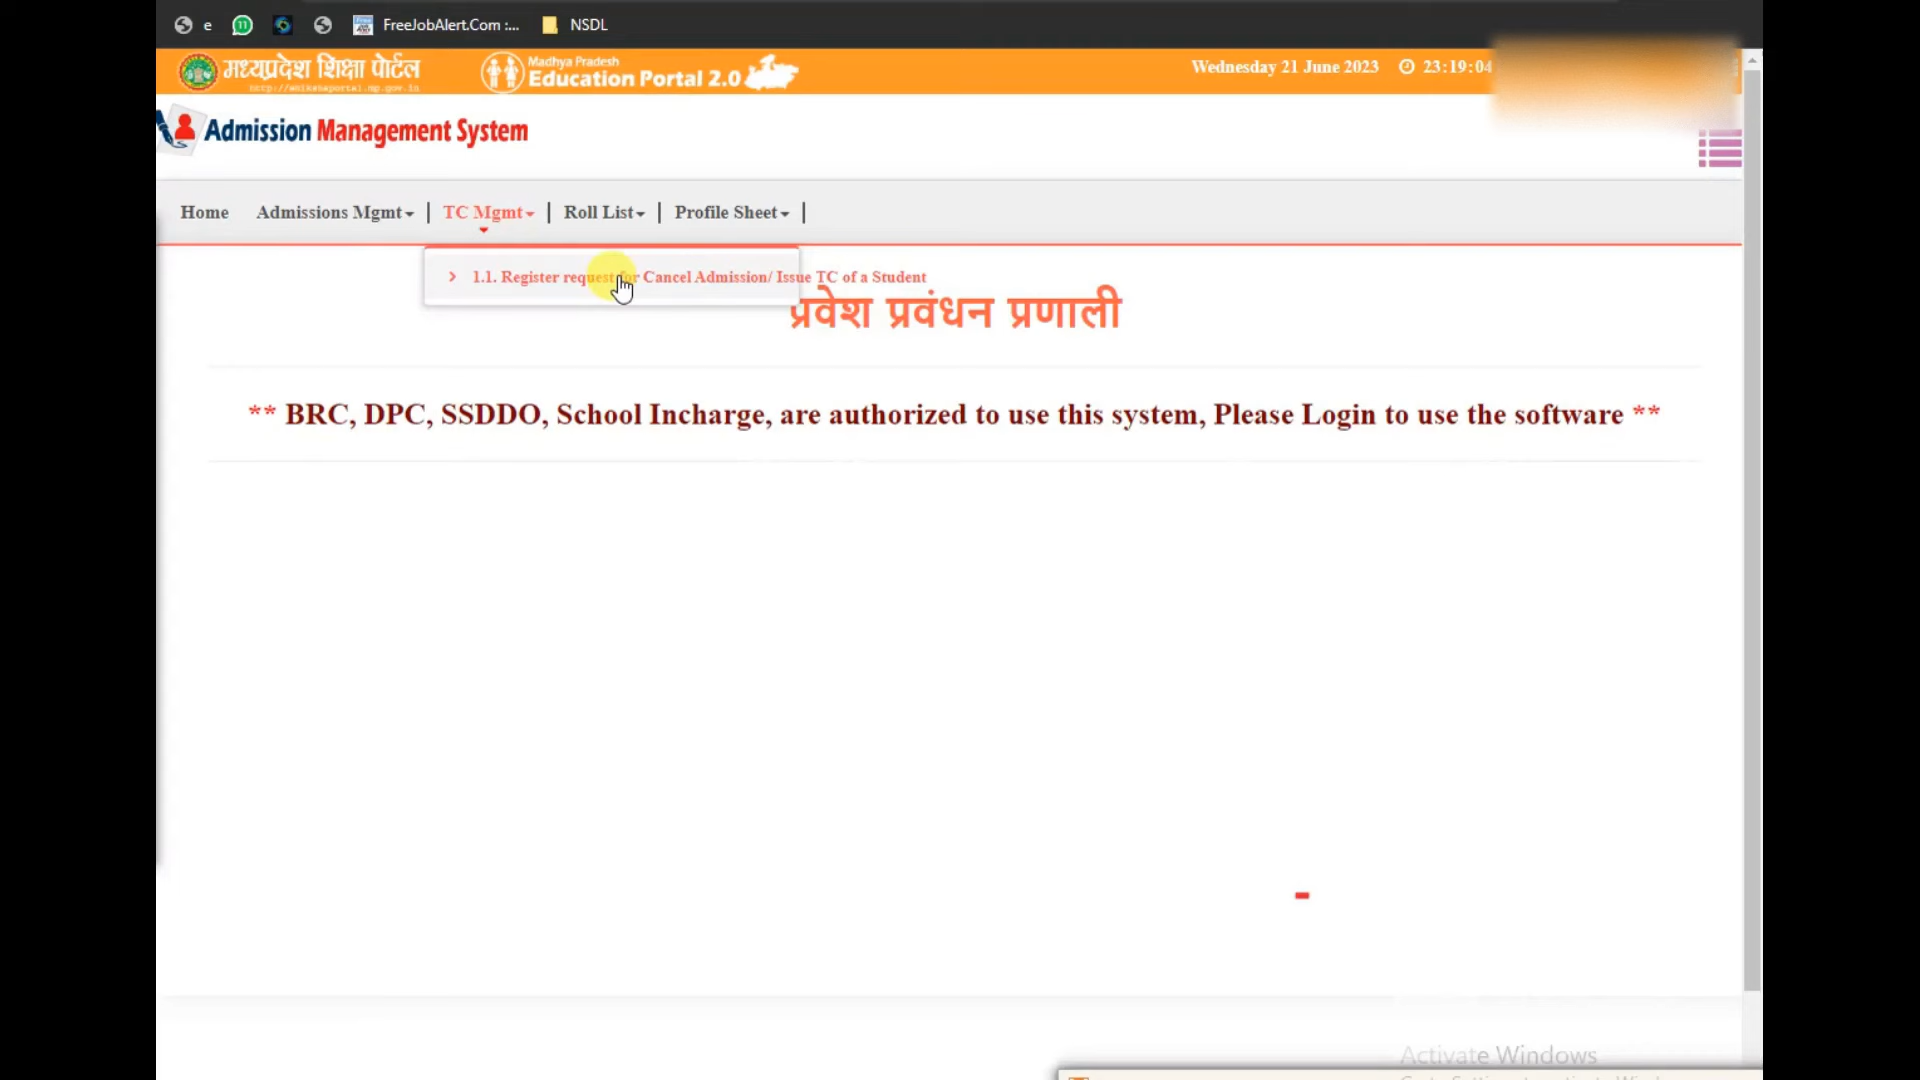 e 11 FreeJobAlert.Com :... NSDL
मध्यप्रदेश शिक्षा पोर्टल
Madhya Pradesh
Education Portal 2.0
Wednesday 21 June 2023 23:19:04
Admission Management System
Home Admissions Mgmt TC Mgmt Roll List Profile Sheet
1.1. Register request for Cancel Admission/ Issue TC of a Student
प्रवेश प्रवंधन प्रणाली
** BRC, DPC, SSDDO, School Incharge, are authorized to use this system, Please Login to use the software **
Activate Windows